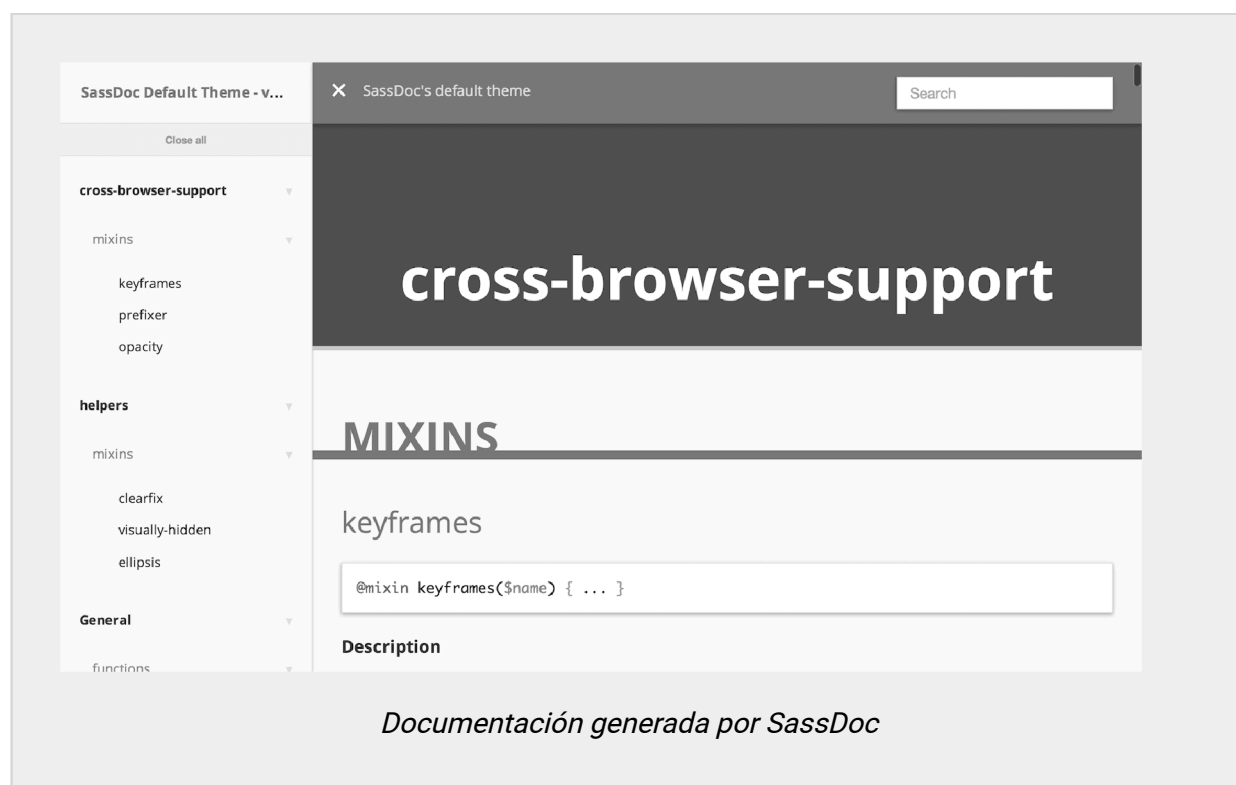 SassDoc Default Theme - v...
Close all
cross-browser-support
mixins
keyframes
prefixer
opacity
helpers
mixins
clearfix
visually-hidden
ellipsis
General
functions
× SassDoc's default theme
Search
cross-browser-support
MIXINS
keyframes
@mixin keyframes($name) { ... }
Description
Documentación generada por SassDoc